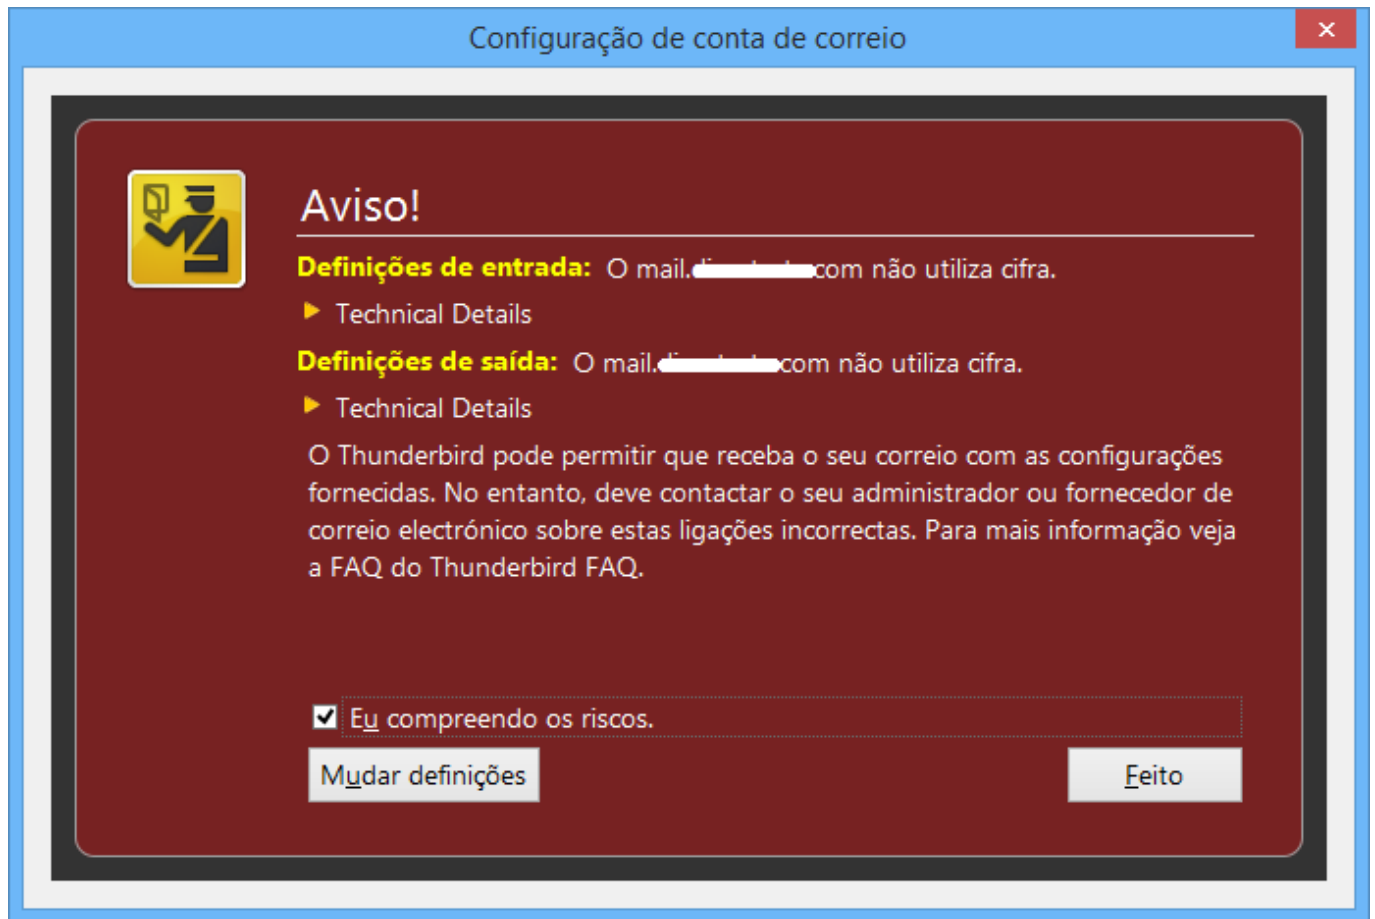 Configuração de conta de correio
Aviso!
Definições de entrada: O mail. com não utiliza cifra.
Technical Details
Definições de saída: O mail. com não utiliza cifra.
Technical Details
O Thunderbird pode permitir que receba o seu correio com as configurações
fornecidas. No entanto, deve contactar o seu administrador ou fornecedor de
correio electrónico sobre estas ligações incorrectas. Para mais informação veja
a FAQ do Thunderbird FAQ.
Eu compreendo os riscos.
Mudar definições
Feito